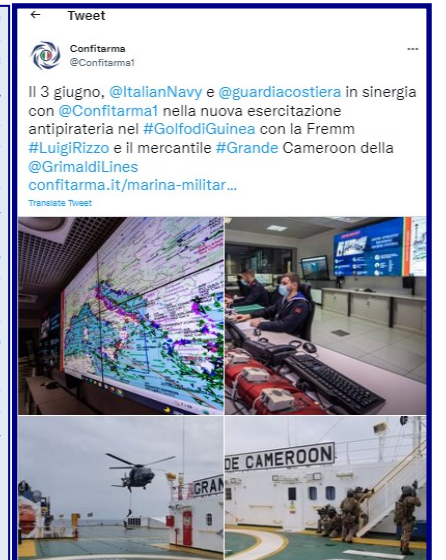 Tweet
Confitarma
@Confitarma1
Il 3 giugno, @ItalianNavy e @guardiacostiera in sinergia
con @Confitarma1 nella nuova esercitazione
antipirateria nel #GolfodiGuinea con la Fremm
#LuigiRizzo e il mercantile #Grande Cameroon della
@GrimaldiLines
confitarma.it/marina-militar...
Translate Tweet
GRAN
DE CAMEROON